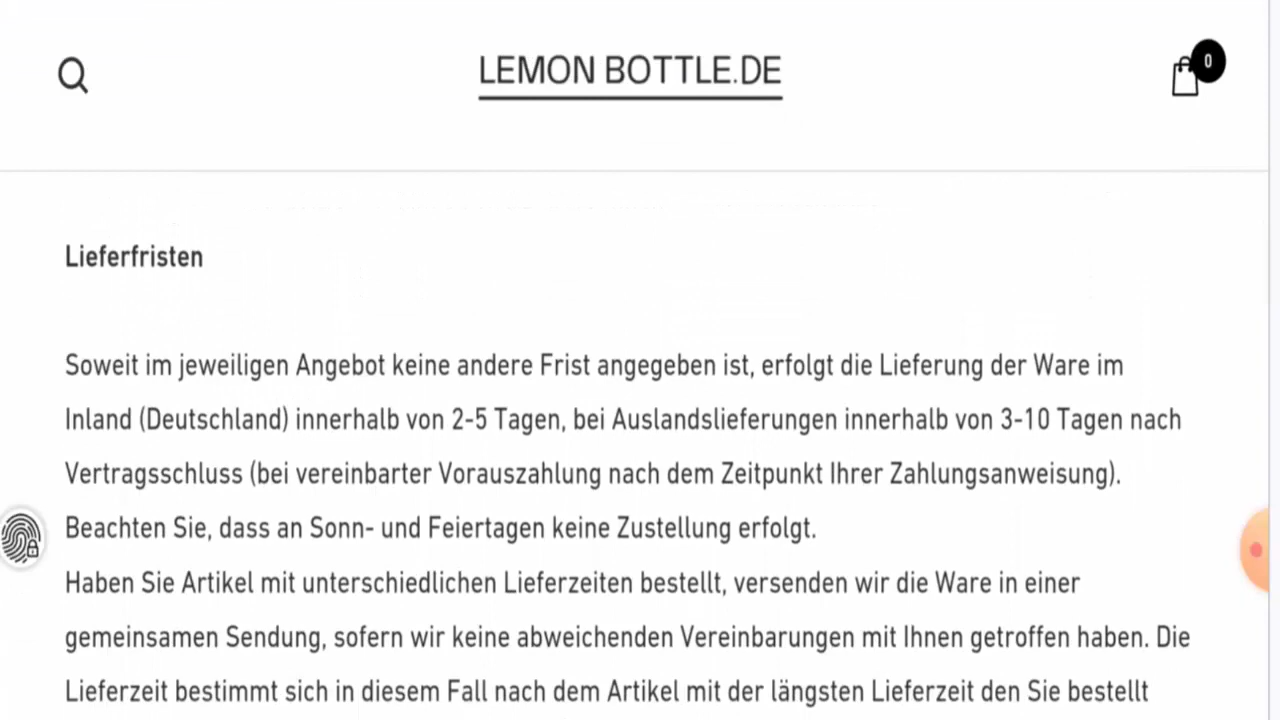 LEMON BOTTLE.DE
0
Lieferfristen
Soweit im jeweiligen Angebot keine andere Frist angegeben ist, erfolgt die Lieferung der Ware im
Inland (Deutschland) innerhalb von 2-5 Tagen, bei Auslandslieferungen innerhalb von 3-10 Tagen nach
Vertragsschluss (bei vereinbarter Vorauszahlung nach dem Zeitpunkt Ihrer Zahlungsanweisung).
Beachten Sie, dass an Sonn- und Feiertagen keine Zustellung erfolgt.
Haben Sie Artikel mit unterschiedlichen Lieferzeiten bestellt, versenden wir die Ware in einer
gemeinsamen Sendung, sofern wir keine abweichenden Vereinbarungen mit Ihnen getroffen haben. Die
Lieferzeit bestimmt sich in diesem Fall nach dem Artikel mit der längsten Lieferzeit den Sie bestellt